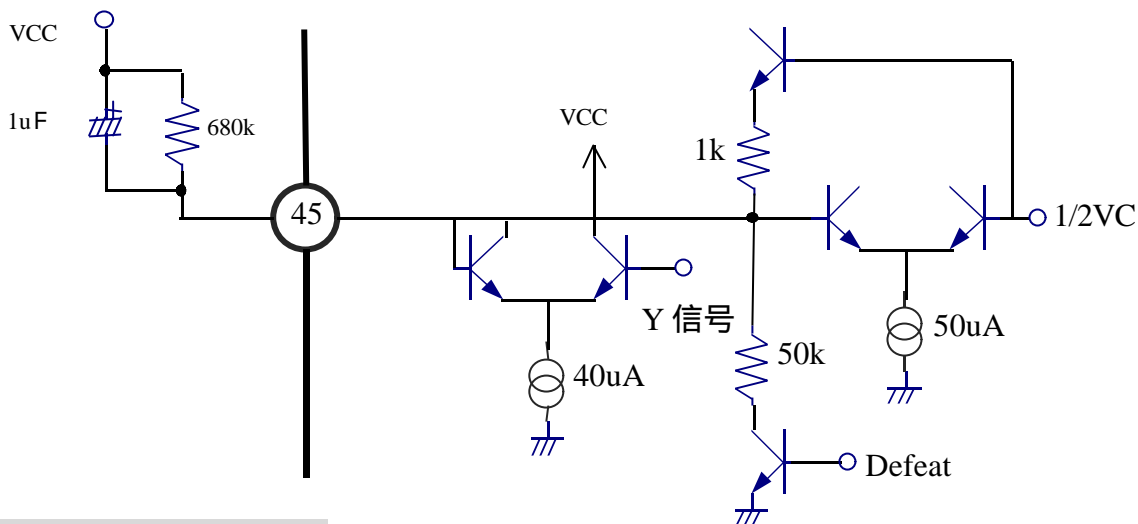 VCC
1uF
680k
45
VCC
1k
1/2VC
Y 信号
50k
40uA
50uA
Defeat